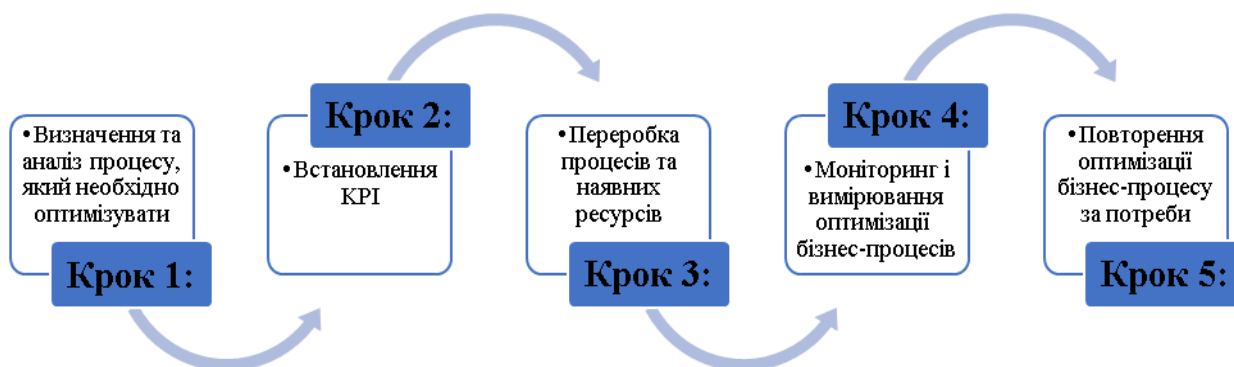 Крок 1:
•Визначення та
аналіз процесу,
який необхідно
оптимізувати
Крок 2:
•Встановлення
KPI
Крок 3:
•Переробка
процесів та
наявних
ресурсів
Крок 4:
•Моніторинг і
вимірювання
оптимізації
бізнес-процесів
Крок 5:
•Повторення
оптимізації
бізнес-процесу
за потреби